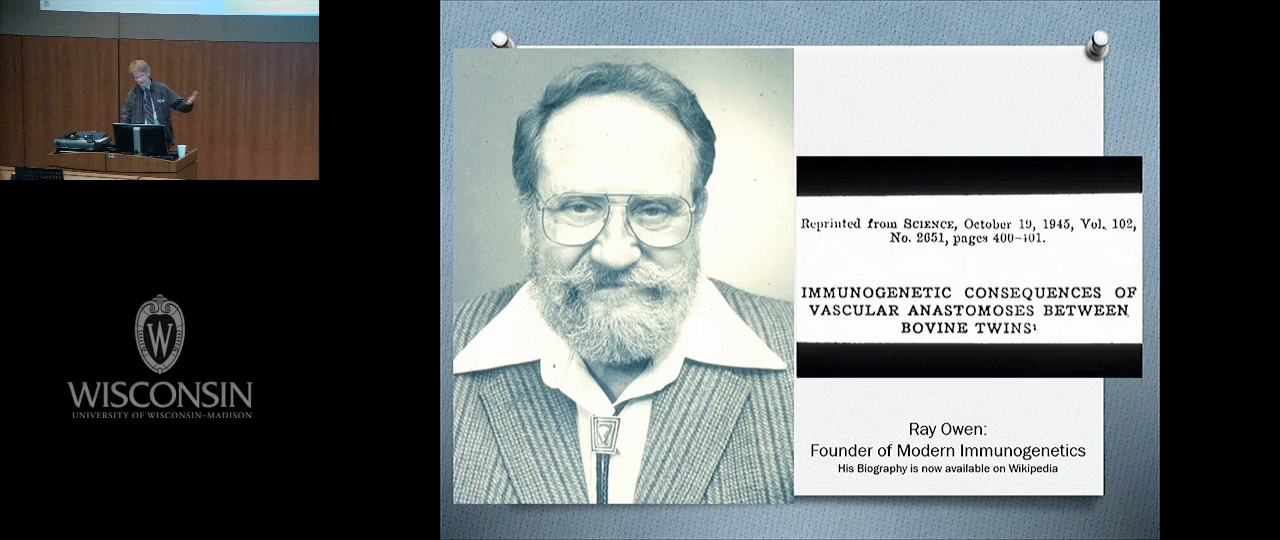 W
WISCONSIN
UNIVERSITY OF WISCONSIN–MADISON
Reprinted from SCIENCE, October 19, 1945, Vol. 102,
No. 2651, pages 400–401.
IMMUNOGENETIC CONSEQUENCES OF
VASCULAR ANASTOMOSES BETWEEN
BOVINE TWINS¹
Ray Owen:
Founder of Modern Immunogenetics
His Biography is now available on Wikipedia